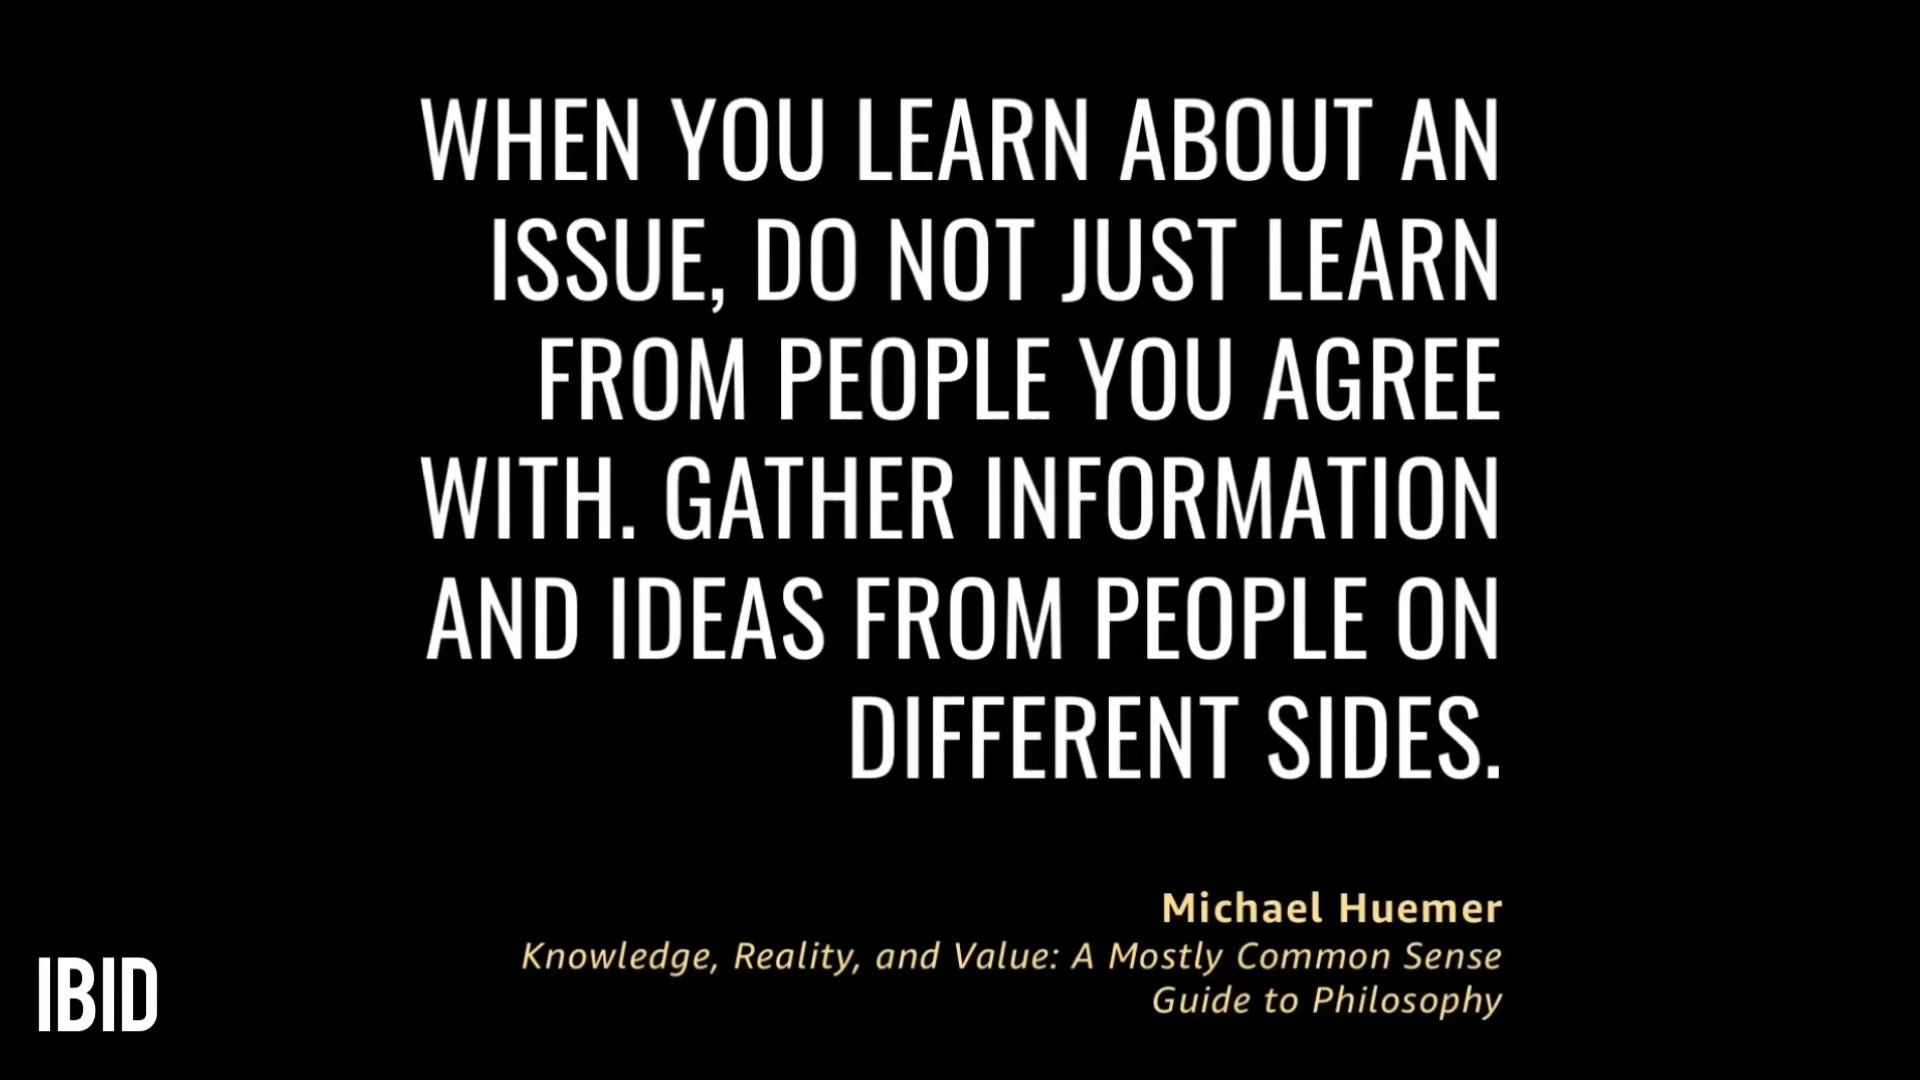 WHEN YOU LEARN ABOUT AN
ISSUE, DO NOT JUST LEARN
FROM PEOPLE YOU AGREE
WITH. GATHER INFORMATION
AND IDEAS FROM PEOPLE ON
DIFFERENT SIDES.
Michael Huemer
Knowledge, Reality, and Value: A Mostly Common Sense
Guide to Philosophy
IBID